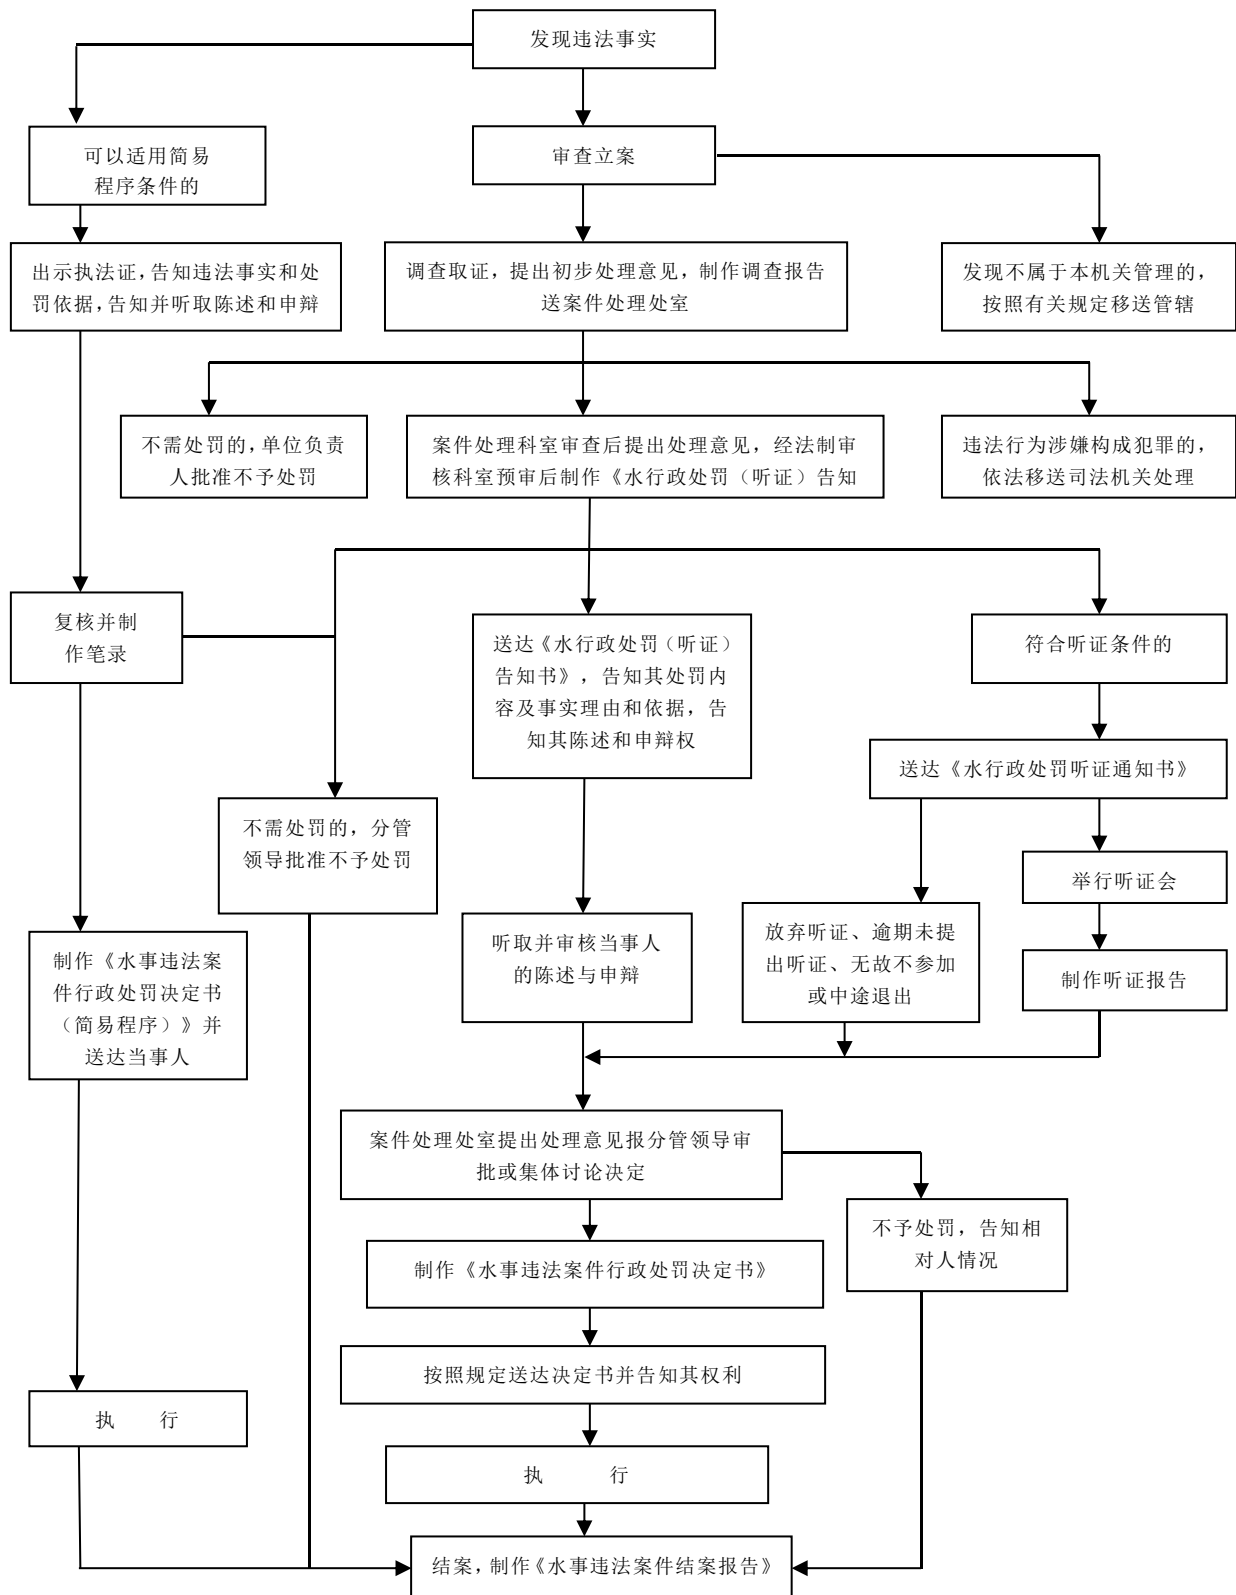 发现违法事实
可以适用简易
程序条件的
审查立案
出示执法证，告知违法事实和处
罚依据，告知并听取陈述和申辩
调查取证，提出初步处理意见，制作调查报告
送案件处理处室
发现不属于本机关管理的，
按照有关规定移送管辖
不需处罚的，单位负责
人批准不予处罚
案件处理科室审查后提出处理意见，经法制审
核科室预审后制作《水行政处罚（听证）告知
违法行为涉嫌构成犯罪的，
依法移送司法机关处理
复核并制
作笔录
送达《水行政处罚（听证）
告知书》，告知其处罚内
容及事实理由和依据，告
知其陈述和申辩权
符合听证条件的
送达《水行政处罚听证通知书》
不需处罚的，分管
领导批准不予处罚
举行听证会
听取并审核当事人
的陈述与申辩
放弃听证、逾期未提
出听证、无故不参加
或中途退出
制作听证报告
制作《水事违法案
件行政处罚决定书
（简易程序）》并
送达当事人
案件处理处室提出处理意见报分管领导审
批或集体讨论决定
不予处罚，告知相
对人情况
制作《水事违法案件行政处罚决定书》
按照规定送达决定书并告知其权利
执 行
执 行
结案，制作《水事违法案件结案报告》